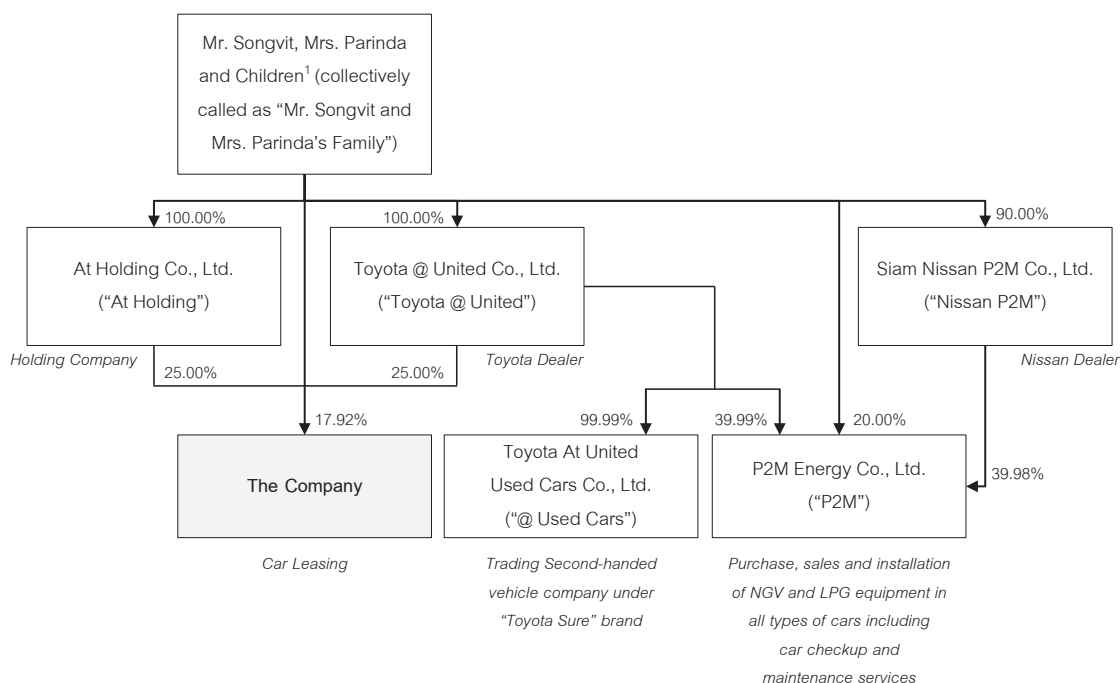 Mr. Songvit, Mrs. Parinda
and Children1 (collectively
called as “Mr. Songvit and
Mrs. Parinda’s Family”)
100.00%
100.00%
90.00%
At Holding Co., Ltd.
(“At Holding”)
Toyota @ United Co., Ltd.
(“Toyota @ United”)
Siam Nissan P2M Co., Ltd.
(“Nissan P2M”)
Holding Company
Toyota Dealer
Nissan Dealer
25.00%
25.00%
17.92%
99.99%
39.99%
20.00%
39.98%
The Company
Toyota At United
Used Cars Co., Ltd.
(“@ Used Cars”)
P2M Energy Co., Ltd.
(“P2M”)
Car Leasing
Trading Second-handed
vehicle company under
“Toyota Sure” brand
Purchase, sales and installation
of NGV and LPG equipment in
all types of cars including
car checkup and
maintenance services